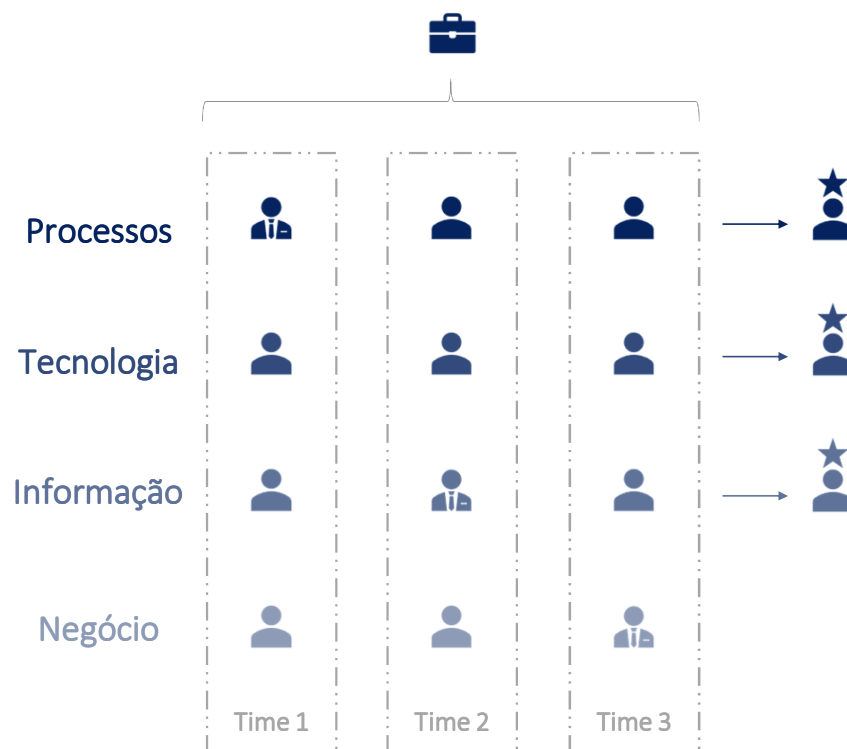 Processos
Tecnologia
Informação
Negócio
Time 1
Time 2
Time 3